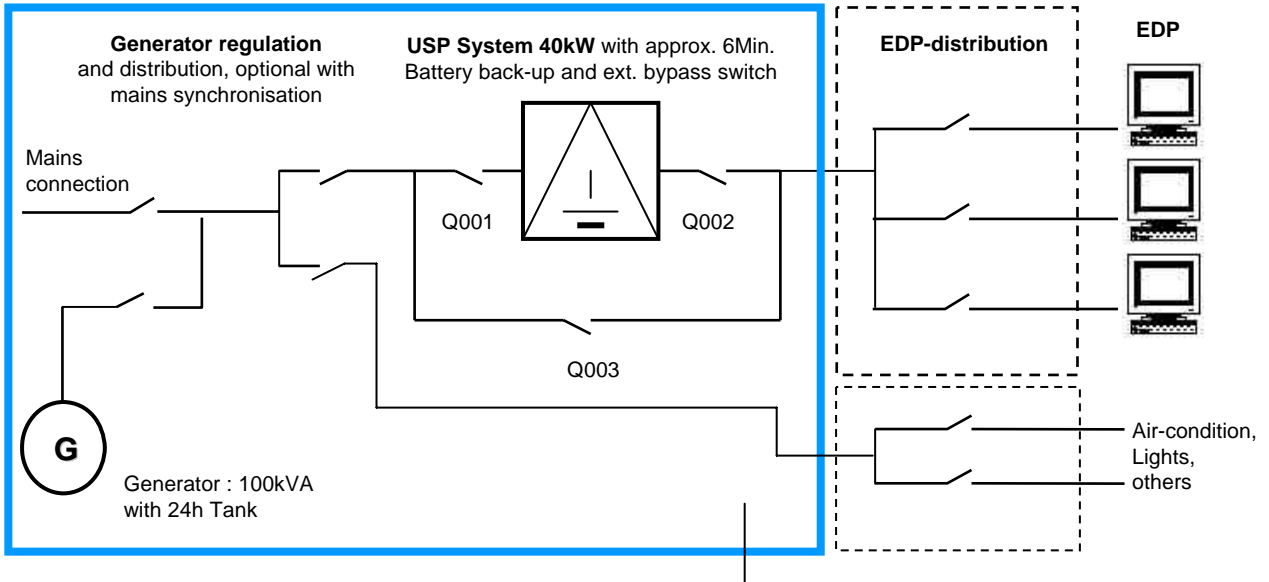 Generator regulation
and distribution, optional with
mains synchronisation
USP System 40kW with approx. 6Min.
Battery back-up and ext. bypass switch
EDP-distribution
EDP
Mains
connection
Q001
Q002
Q003
G
Generator : 100kVA
with 24h Tank
Air-condition,
Lights,
others